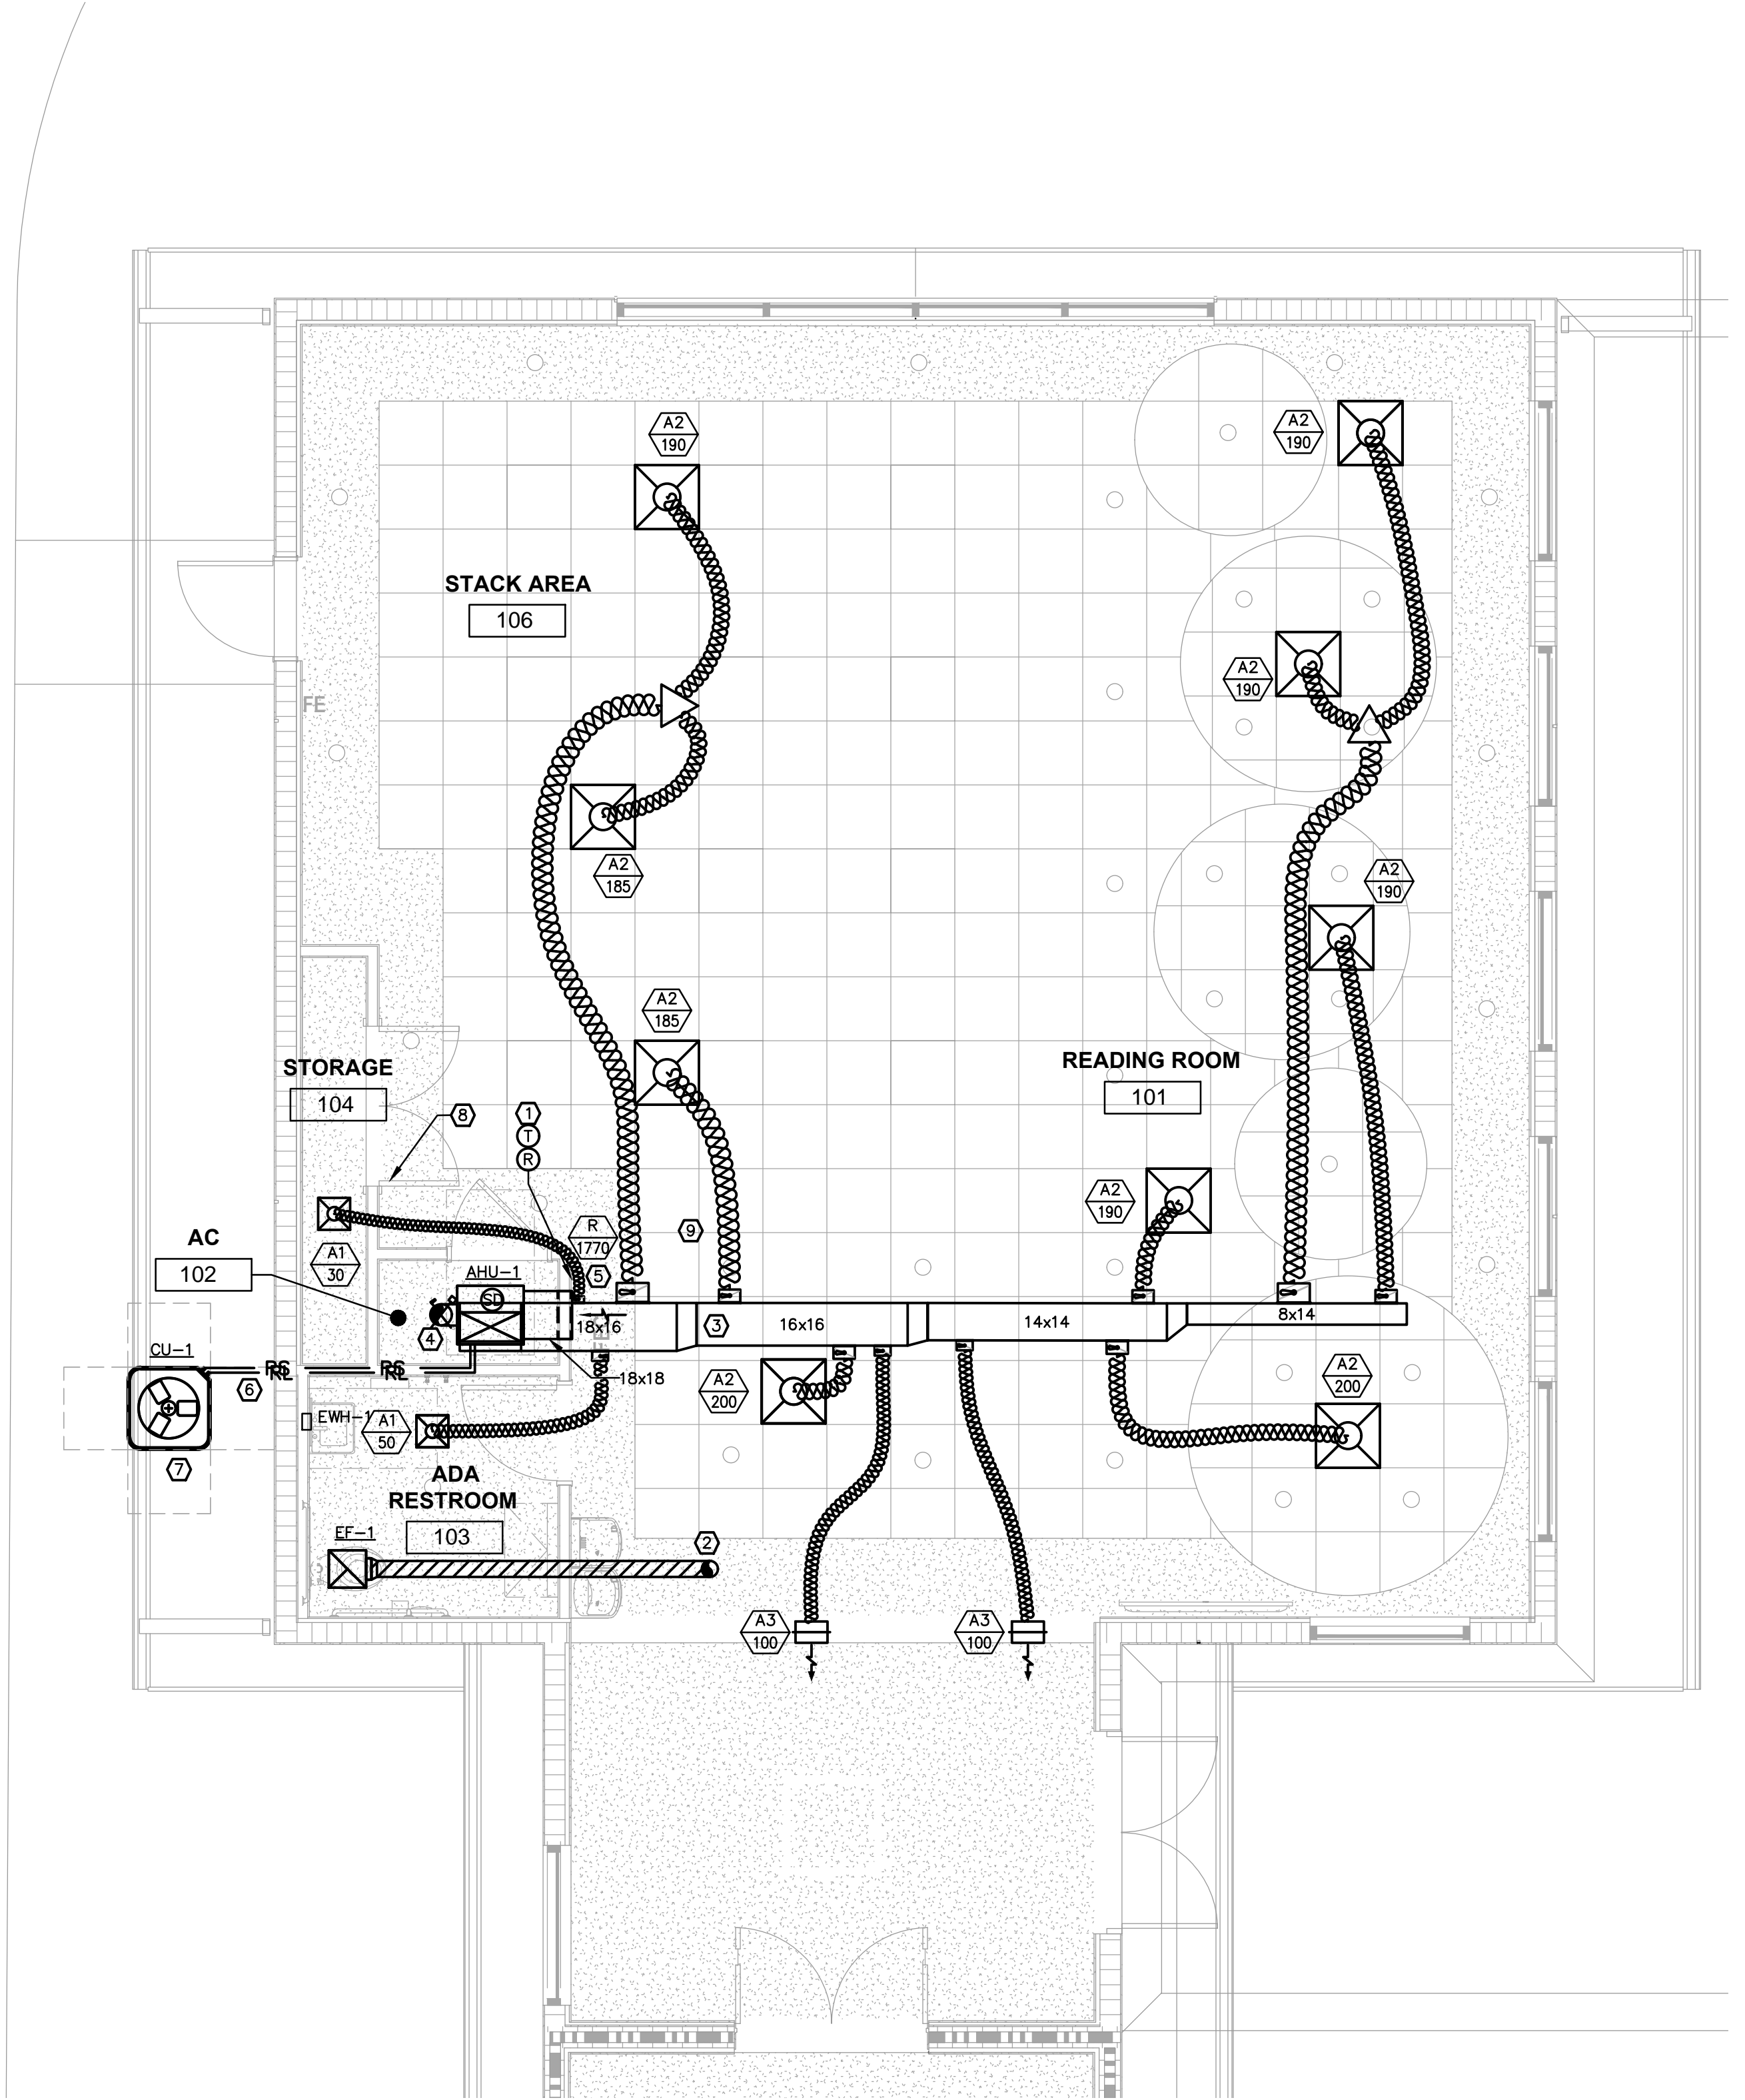 A2
190
A2
190
STACK AREA
106
A2
190
FE
A2
185
A2
190
A2
185
STORAGE
104
READING ROOM
101
8
1
T
R
A2
190
R
1770
9
AC
102
A1
30
5
AHU-1
SD
18x16
3
16x16
14x14
8x14
4
CU-1
RS
RL
RS
RL
6
18x18
A2
200
A2
200
EWH-1
A1
50
7
ADA
RESTROOM
103
EF-1
2
A3
100
A3
100